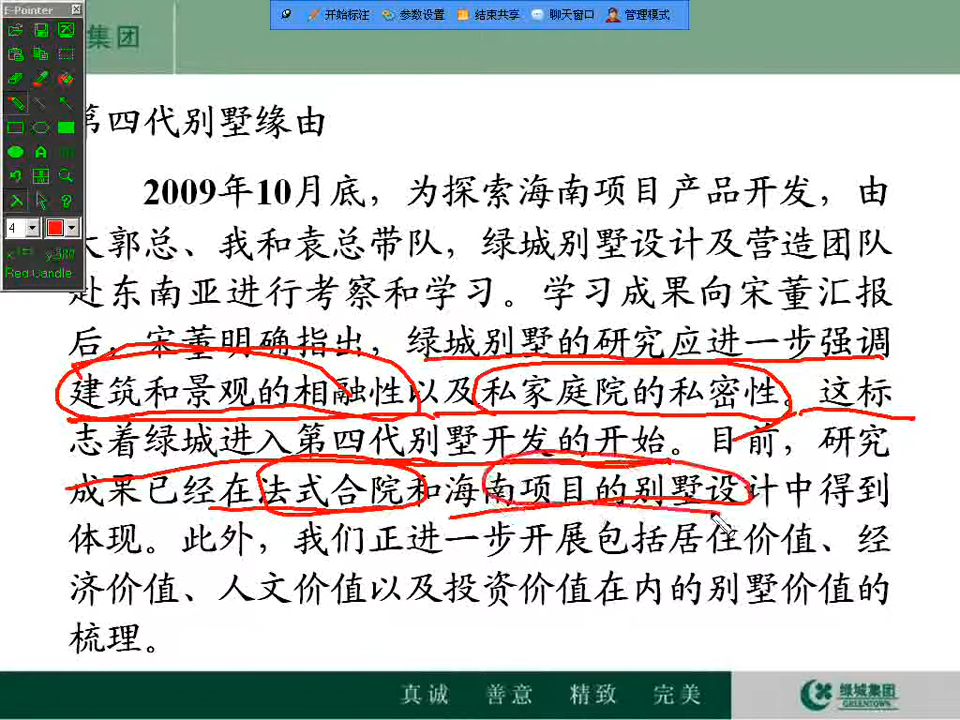 E-Pointer
开始标注 参数设置 结束共享 聊天窗口 管理模式
集团
第四代别墅缘由
2009年10月底，为探索海南项目产品开发，由
大郭总、我和袁总带队，绿城别墅设计及营造团队
赴东南亚进行考察和学习。学习成果向宋董汇报
后，宋董明确指出，绿城别墅的研究应进一步强调
建筑和景观的相融性以及私家庭院的私密性。这标
志着绿城进入第四代别墅开发的开始。目前，研究
成果已经在法式合院和海南项目的别墅设计中得到
体现。此外，我们正进一步开展包括居住价值、经
济价值、人文价值以及投资价值在内的别墅价值的
梳理。
4
Red Candle
真诚 善意 精致 完美
绿城集团
GREENTOWN